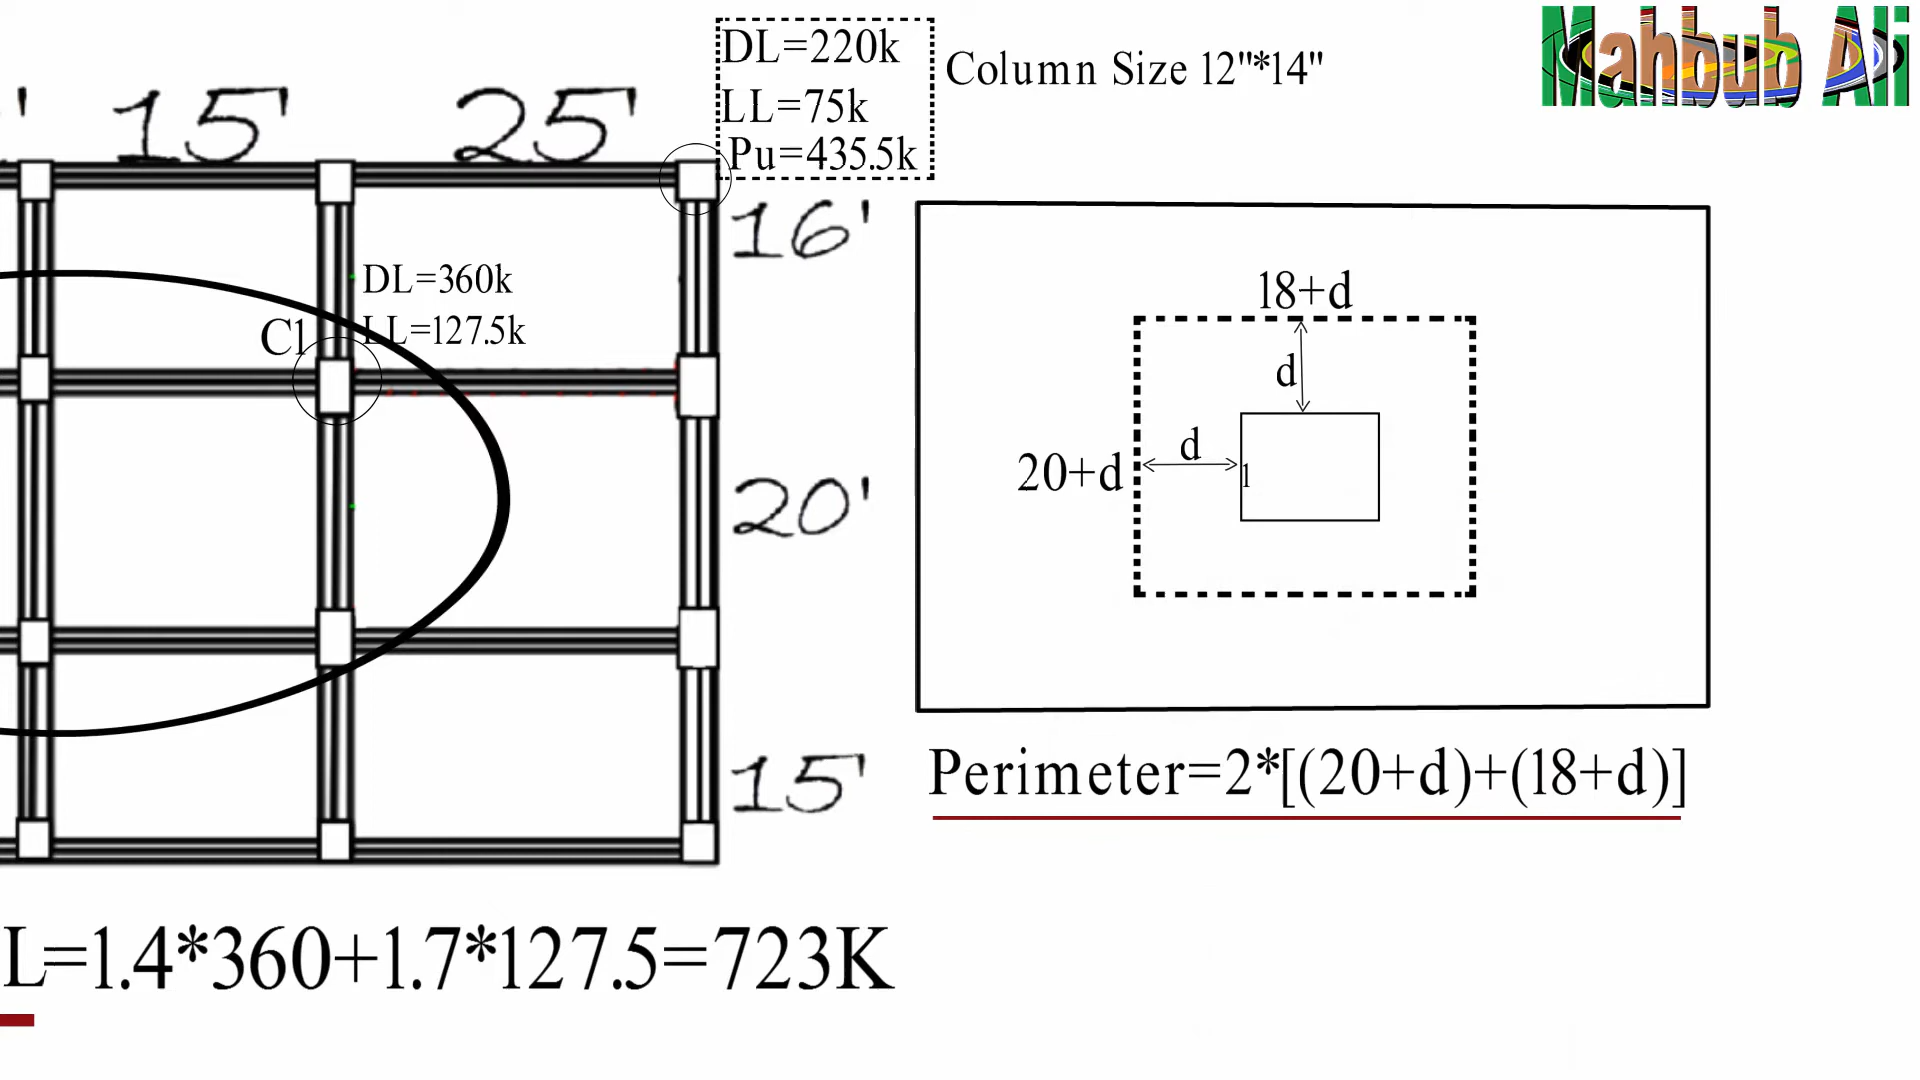 Mahbub Ali
DL=220k
LL=75k
Pu=435.5k
Column Size 12"*14"
' 15' 25'
16'
DL=360k
LL=127.5k
C1
20'
15'
18+d
d
d
20+d
1
Perimeter=2*[(20+d)+(18+d)]
L=1.4*360+1.7*127.5=723K